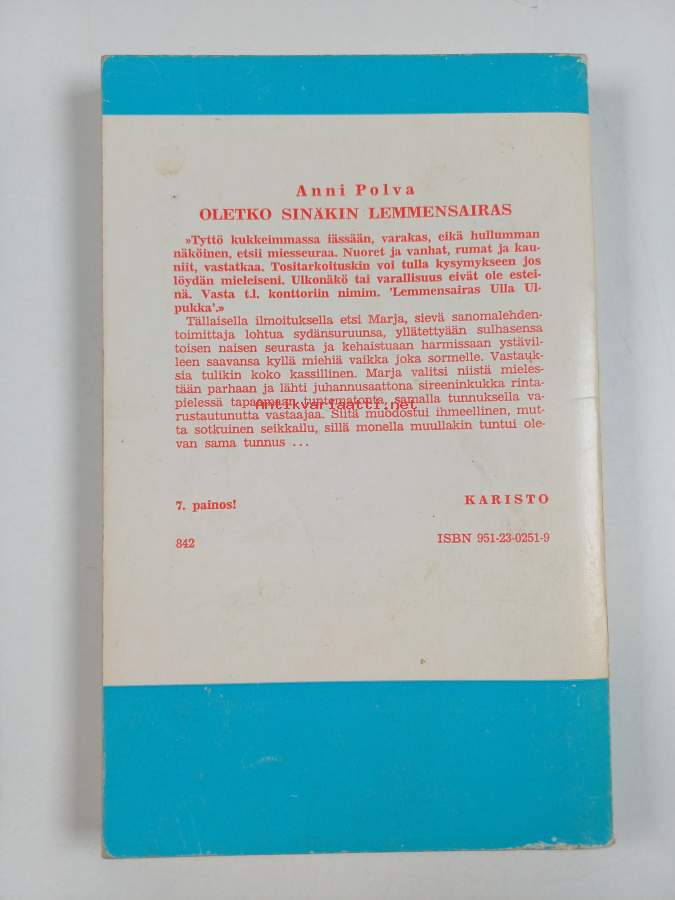 Anni Polva
OLETKO SINÄKIN LEMMENSAIRAS
»Tyttö kukkeimmassa iässään, varakas, eikä hullumman
näköinen, etsii miesseuraa. Nuoret ja vanhat, rumat ja kau-
niit, vastatkaa. Tositarkoituskin voi tulla kysymykseen jos
löydän mieleiseni. Ulkonäkö tai varallisuus eivät ole estei-
nä. Vasta t.l. konttoriin nimim. 'Lemmensairas Ulla Ul-
pukka'.»
Tällaisella ilmoituksella etsi Marja, sievä sanomalehden-
toimittaja lohtua sydänsuruunsa, yllätettyään sulhasensa
toisen naisen seurasta ja kehaistuaan harmissaan ystävil-
leen saavansa kyllä miehiä vaikka joka sormelle. Vastauk-
sia tulikin koko kassillinen. Marja valitsi niistä mieles-
tään parhaan ja lähti juhannusaattona sireeninkukka rinta-
pielessä tapaamaan tuntematonta, samalla tunnuksella va-
Antikvariaatti.net
rustautunutta vastaajaa. Siitä muodostui ihmeellinen, mut-
ta sotkuinen seikkailu, sillä monella muullakin tuntui ole-
van sama tunnus ...
7. painos! KARISTO
842 ISBN 951-23-0251-9